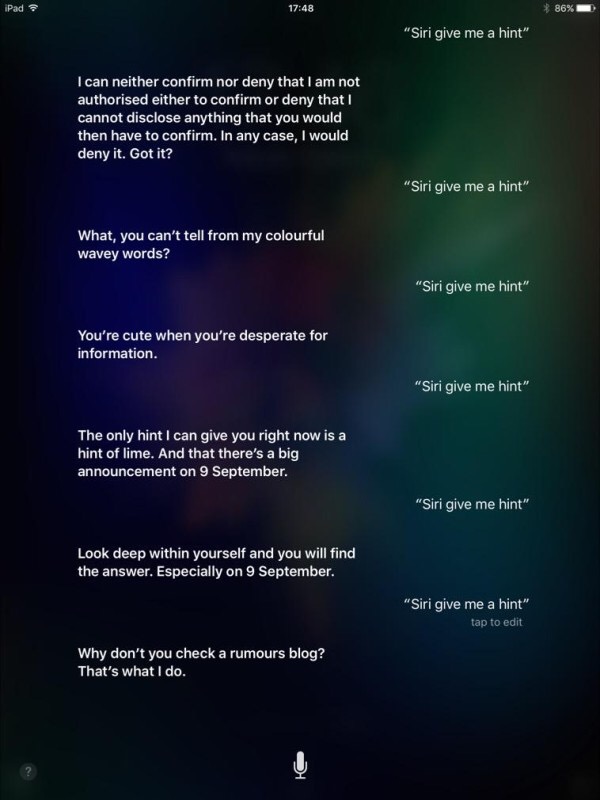 iPad 17:48 86%
“Siri give me a hint”
I can neither confirm nor deny that I am not
authorised either to confirm or deny that I
cannot disclose anything that you would
then have to confirm. In any case, I would
deny it. Got it?
“Siri give me a hint”
What, you can’t tell from my colourful
wavey words?
“Siri give me hint”
You’re cute when you’re desperate for
information.
“Siri give me hint”
The only hint I can give you right now is a
hint of lime. And that there’s a big
announcement on 9 September.
“Siri give me hint”
Look deep within yourself and you will find
the answer. Especially on 9 September.
“Siri give me a hint”
tap to edit
Why don’t you check a rumours blog?
That’s what I do.
?